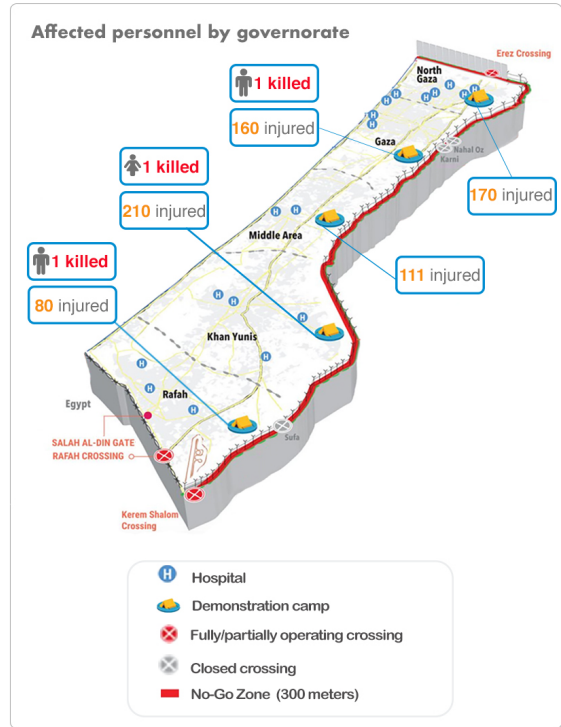 Affected personnel by governorate
Erez Crossing
North
Gaza
1 killed
160 injured
Gaza
Nahal Oz
Karni
1 killed
170 injured
210 injured
Middle Area
111 injured
1 killed
80 injured
Khan Yunis
Rafah
Egypt
SALAH AL-DIN GATE
RAFAH CROSSING
Sufa
Kerem Shalom
Crossing
H Hospital
Demonstration camp
Fully/partially operating crossing
Closed crossing
No-Go Zone (300 meters)